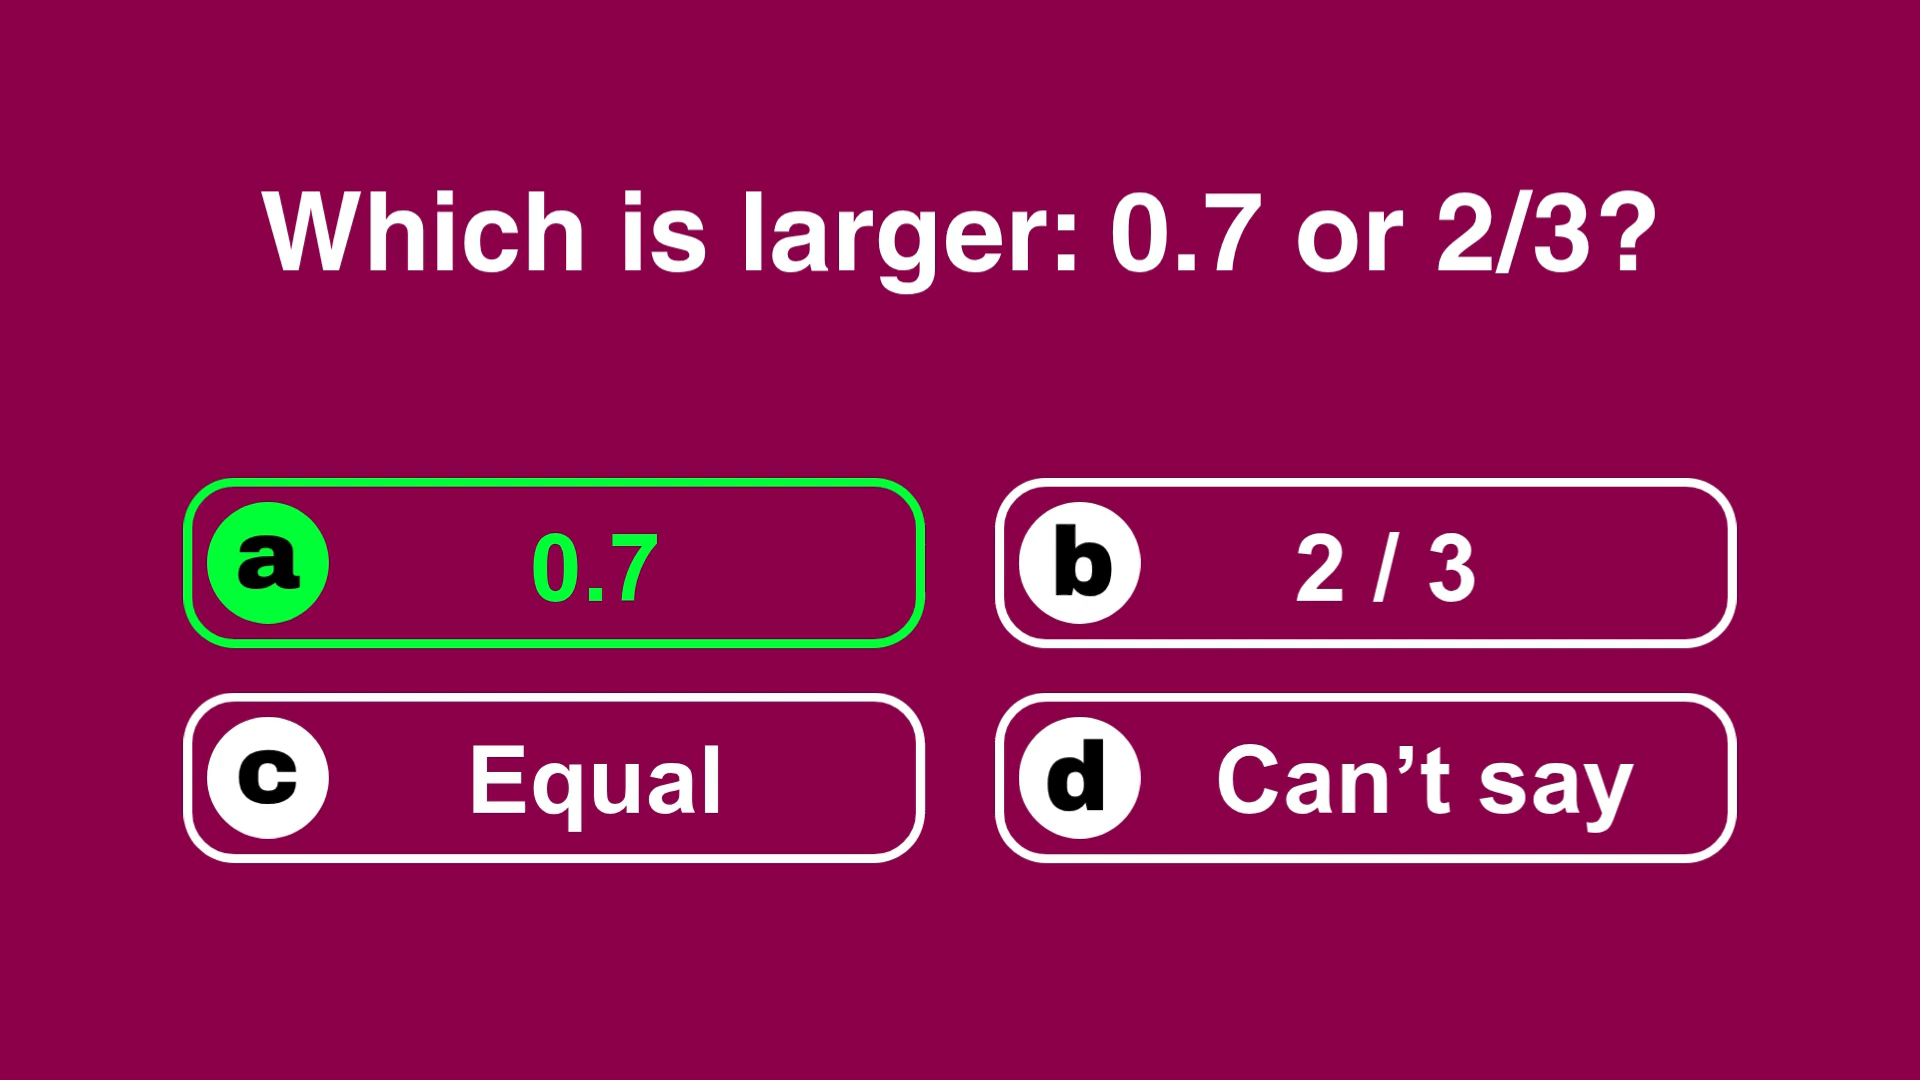 Which is larger: 0.7 or 2/3?
a 0.7
b 2 / 3
c Equal
d Can’t say